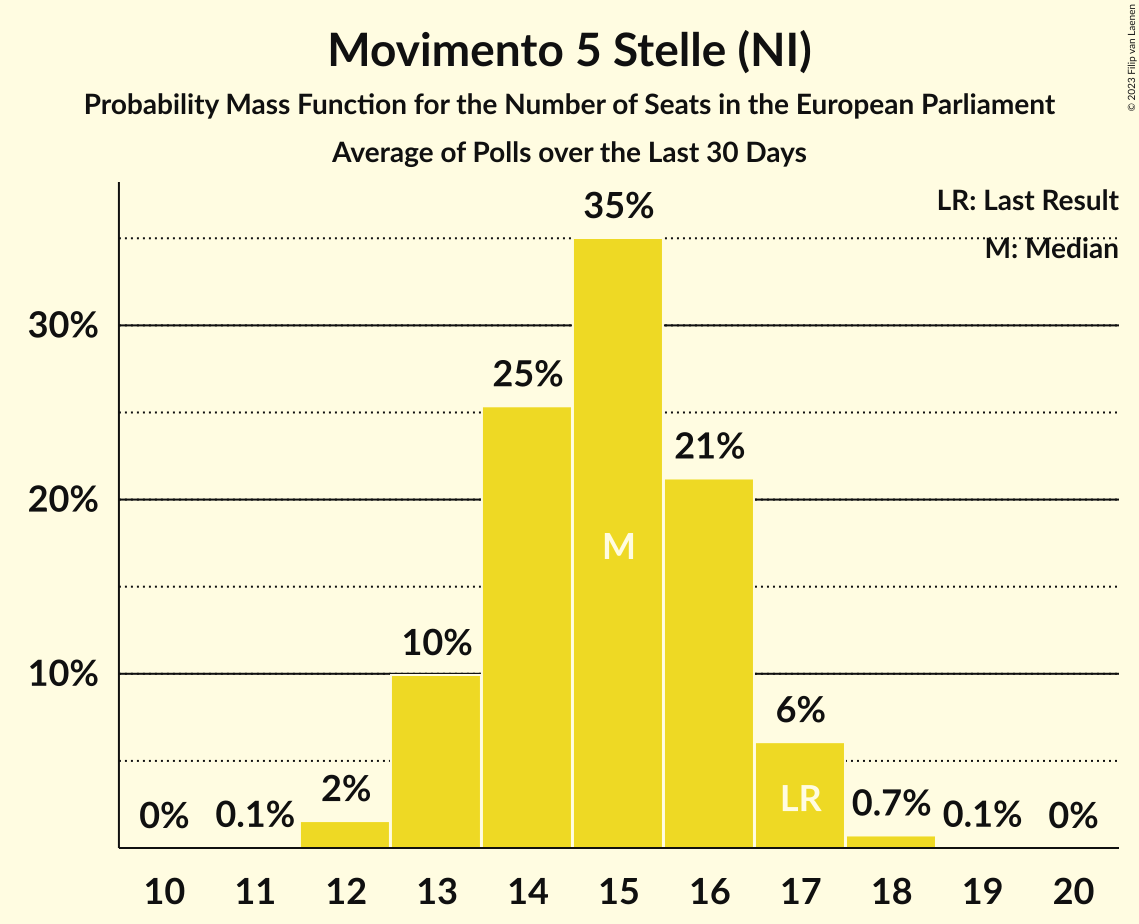 Movimento 5 Stelle (NI)
Probability Mass Function for the Number of Seats in the European Parliament
Average of Polls over the Last 30 Days
© 2023 Filip van Laenen
LR: Last Result
M: Median
35%
30%
25%
21%
20%
M
10%
10%
6%
2%
LR
0%
0.1%
0.7%
0.1%
0%
10 11 12 13 14 15 16 17 18 19 20